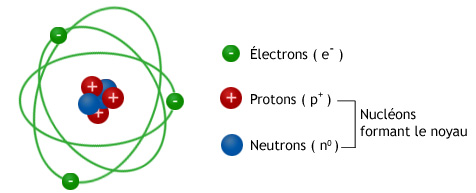 Électrons ( e⁻ )
Protons ( p⁺ )
Neutrons ( n⁰ )
Nucléons
formant le noyau